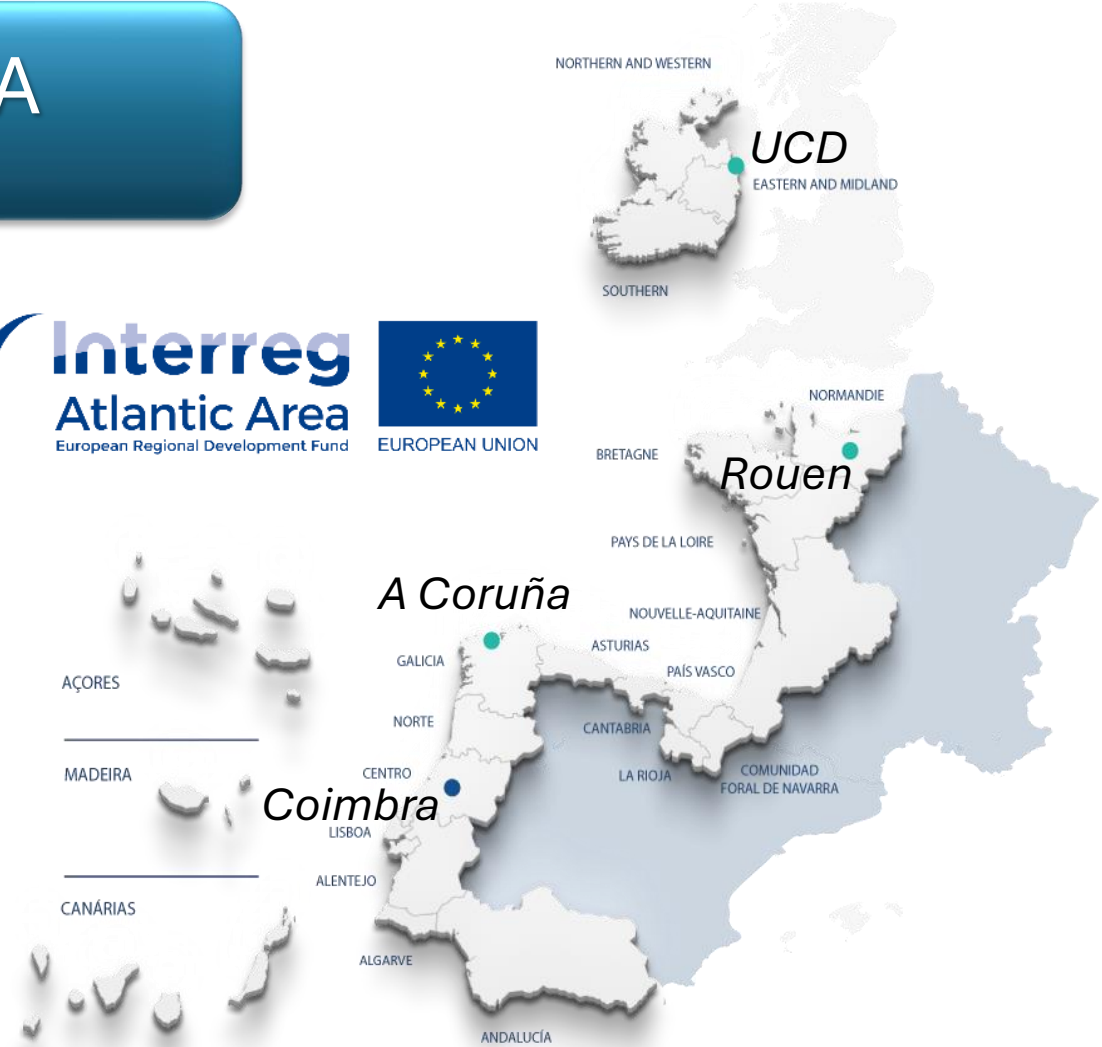 A
NORTHERN AND WESTERN
UCD
EASTERN AND MIDLAND
SOUTHERN
Interreg
Atlantic Area
European Regional Development Fund
EUROPEAN UNION
NORMANDIE
BRETAGNE
Rouen
PAYS DE LA LOIRE
A Coruña
NOUVELLE-AQUITAINE
ASTURIAS
GALICIA
PAÍS VASCO
AÇORES
NORTE
CANTABRIA
MADEIRA
CENTRO
LA RIOJA
COMUNIDAD
FORAL DE NAVARRA
Coimbra
LISBOA
ALENTEJO
CANÁRIAS
ALGARVE
ANDALUCÍA